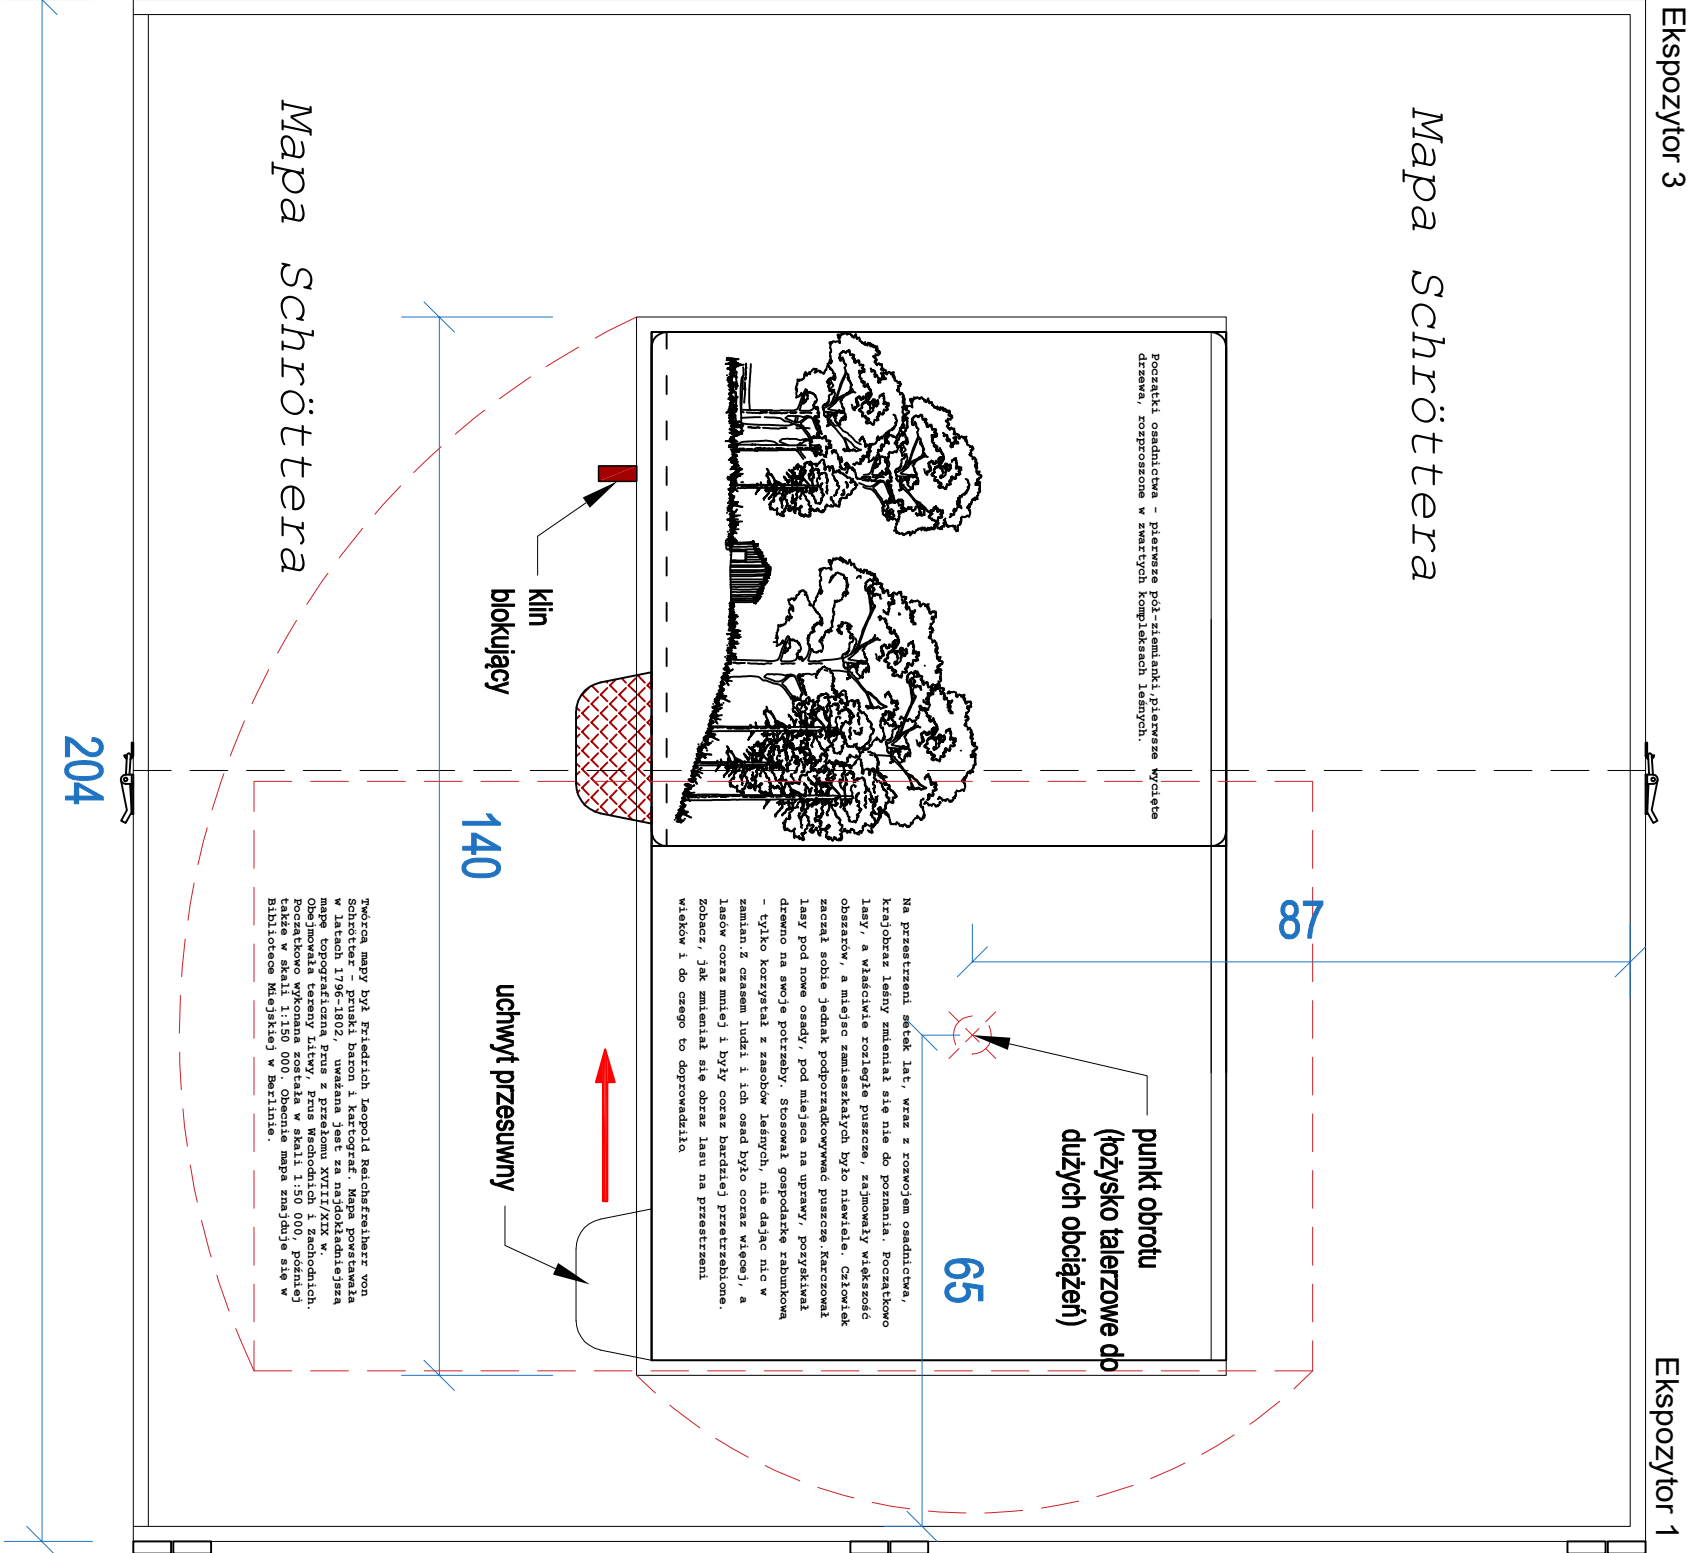 Ekspozytor 3
Ekspozytor 1
Mapa Schröttera
87
Początki osadnictwa - pierwsze pół-ziemianki,pierwsze wycięte
drzewa, rozproszone w zwartych kompleksach leśnych.
punkt obrotu
(łożysko talerzowe do
dużych obciążeń)
65
Na przestrzeni setek lat, wraz z rozwojem osadnictwa,
krajobraz leśny zmieniał się nie do poznania. Początkowo
lasy, a właściwie rozległe puszcze, zajmowały większość
obszarów, a miejsc zamieszkałych było niewiele. Człowiek
zaczął sobie jednak podporządkowywać puszczę.Karczował
lasy pod nowe osady, pod miejsca na uprawy, pozyskiwał
drewno na swoje potrzeby. Stosował gospodarkę rabunkową
- tylko korzystał z zasobów leśnych, nie dając nic w
zamian.Z czasem ludzi i ich osad było coraz więcej, a
lasów coraz mniej i były coraz bardziej przetrzebione.
Zobacz, jak zmieniał się obraz lasu na przestrzeni
wieków i do czego to doprowadziło.
klin
blokujący
uchwyt przesuwny
140
Mapa Schröttera
Twórcą mapy był Friedrich Leopold Reichsfreiherr von
Schrötter - pruski baron i kartograf. Mapa powstawała
w latach 1796-1802, uważana jest za najdokładniejszą
mapę topograficzną Prus z przełomu XVIII/XIX w.
Obejmowała tereny Litwy, Prus Wschodnich i Zachodnich.
Początkowo wykonana została w skali 1:50 000, później
także w skali 1:150 000. Obecnie mapa znajduje się w
Bibliotece Miejskiej w Berlinie.
204